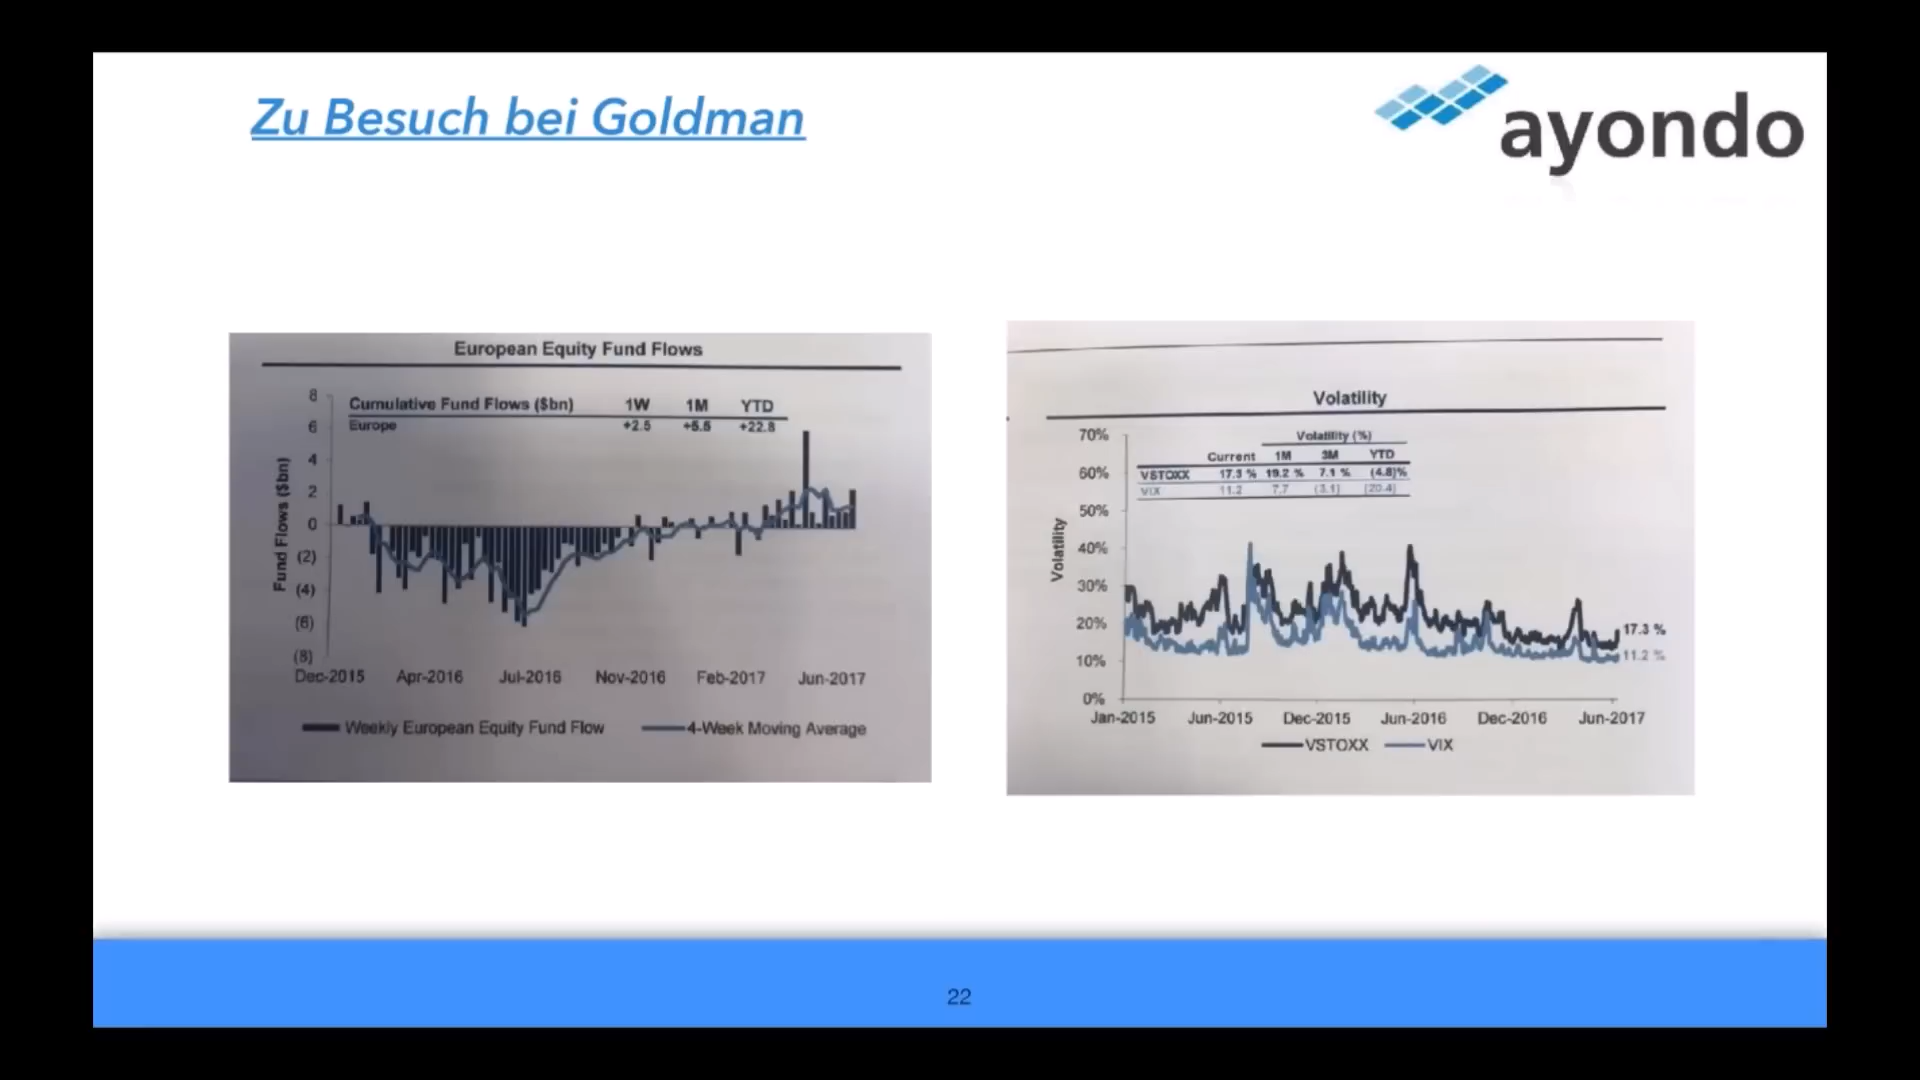 Zu Besuch bei Goldman
ayondo
European Equity Fund Flows
Cumulative Fund Flows ($bn) 1W 1M YTD
Europe +2.5 +5.5 +22.8
8
6
4
2
0
(2)
(4)
(6)
(8)
Fund Flows ($bn)
Dec-2015 Apr-2016 Jul-2016 Nov-2016 Feb-2017 Jun-2017
Weekly European Equity Fund Flow 4-Week Moving Average
Volatility
Volatility (%)
Current 1M 3M YTD
VSTOXX 17.3 % 19.2 % 7.1 % (4.8)%
VIX 11.2 7.7 (3.1) (20.4)
70%
60%
50%
40%
30%
20%
10%
0%
Volatility
17.3 %
11.2 %
Jan-2015 Jun-2015 Dec-2015 Jun-2016 Dec-2016 Jun-2017
VSTOXX VIX
22